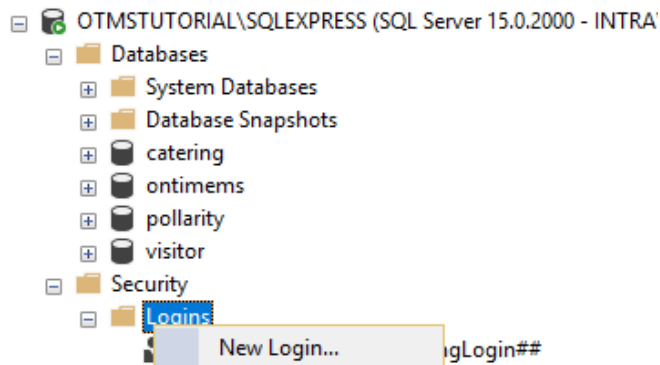 OTMSTUTORIAL\SQLEXPRESS (SQL Server 15.0.2000 - INTRA
Databases
System Databases
Database Snapshots
catering
ontimems
pollarity
visitor
Security
Logins
New Login...
gLogin##